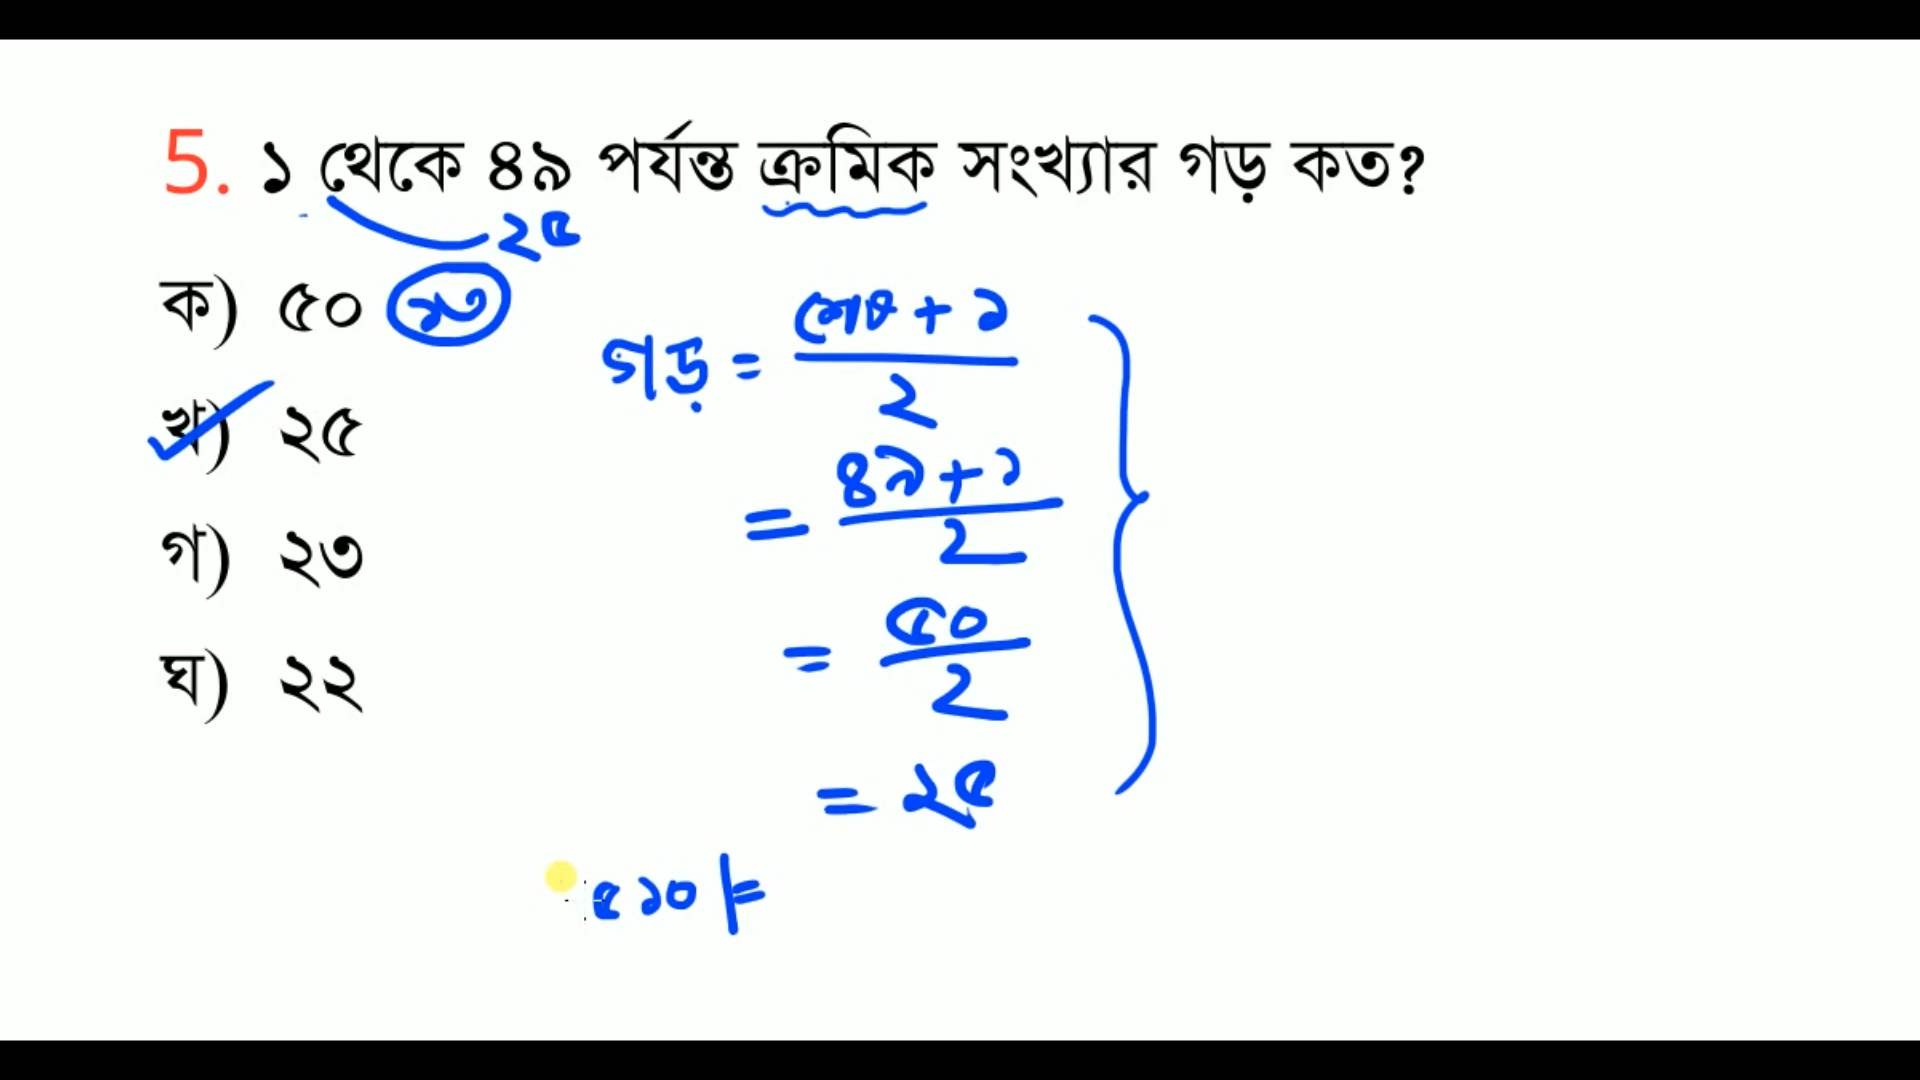 5. ১ থেকে ৪৯ পর্যন্ত ক্রমিক সংখ্যার গড় কত?
২৫
ক) ৫০
খ) ২৫
গ) ২৩
ঘ) ২২
গড় = শেষ + ১
২
= ৪৯ + ১
২
= ৫০
২
= ২৫
৫১০ =